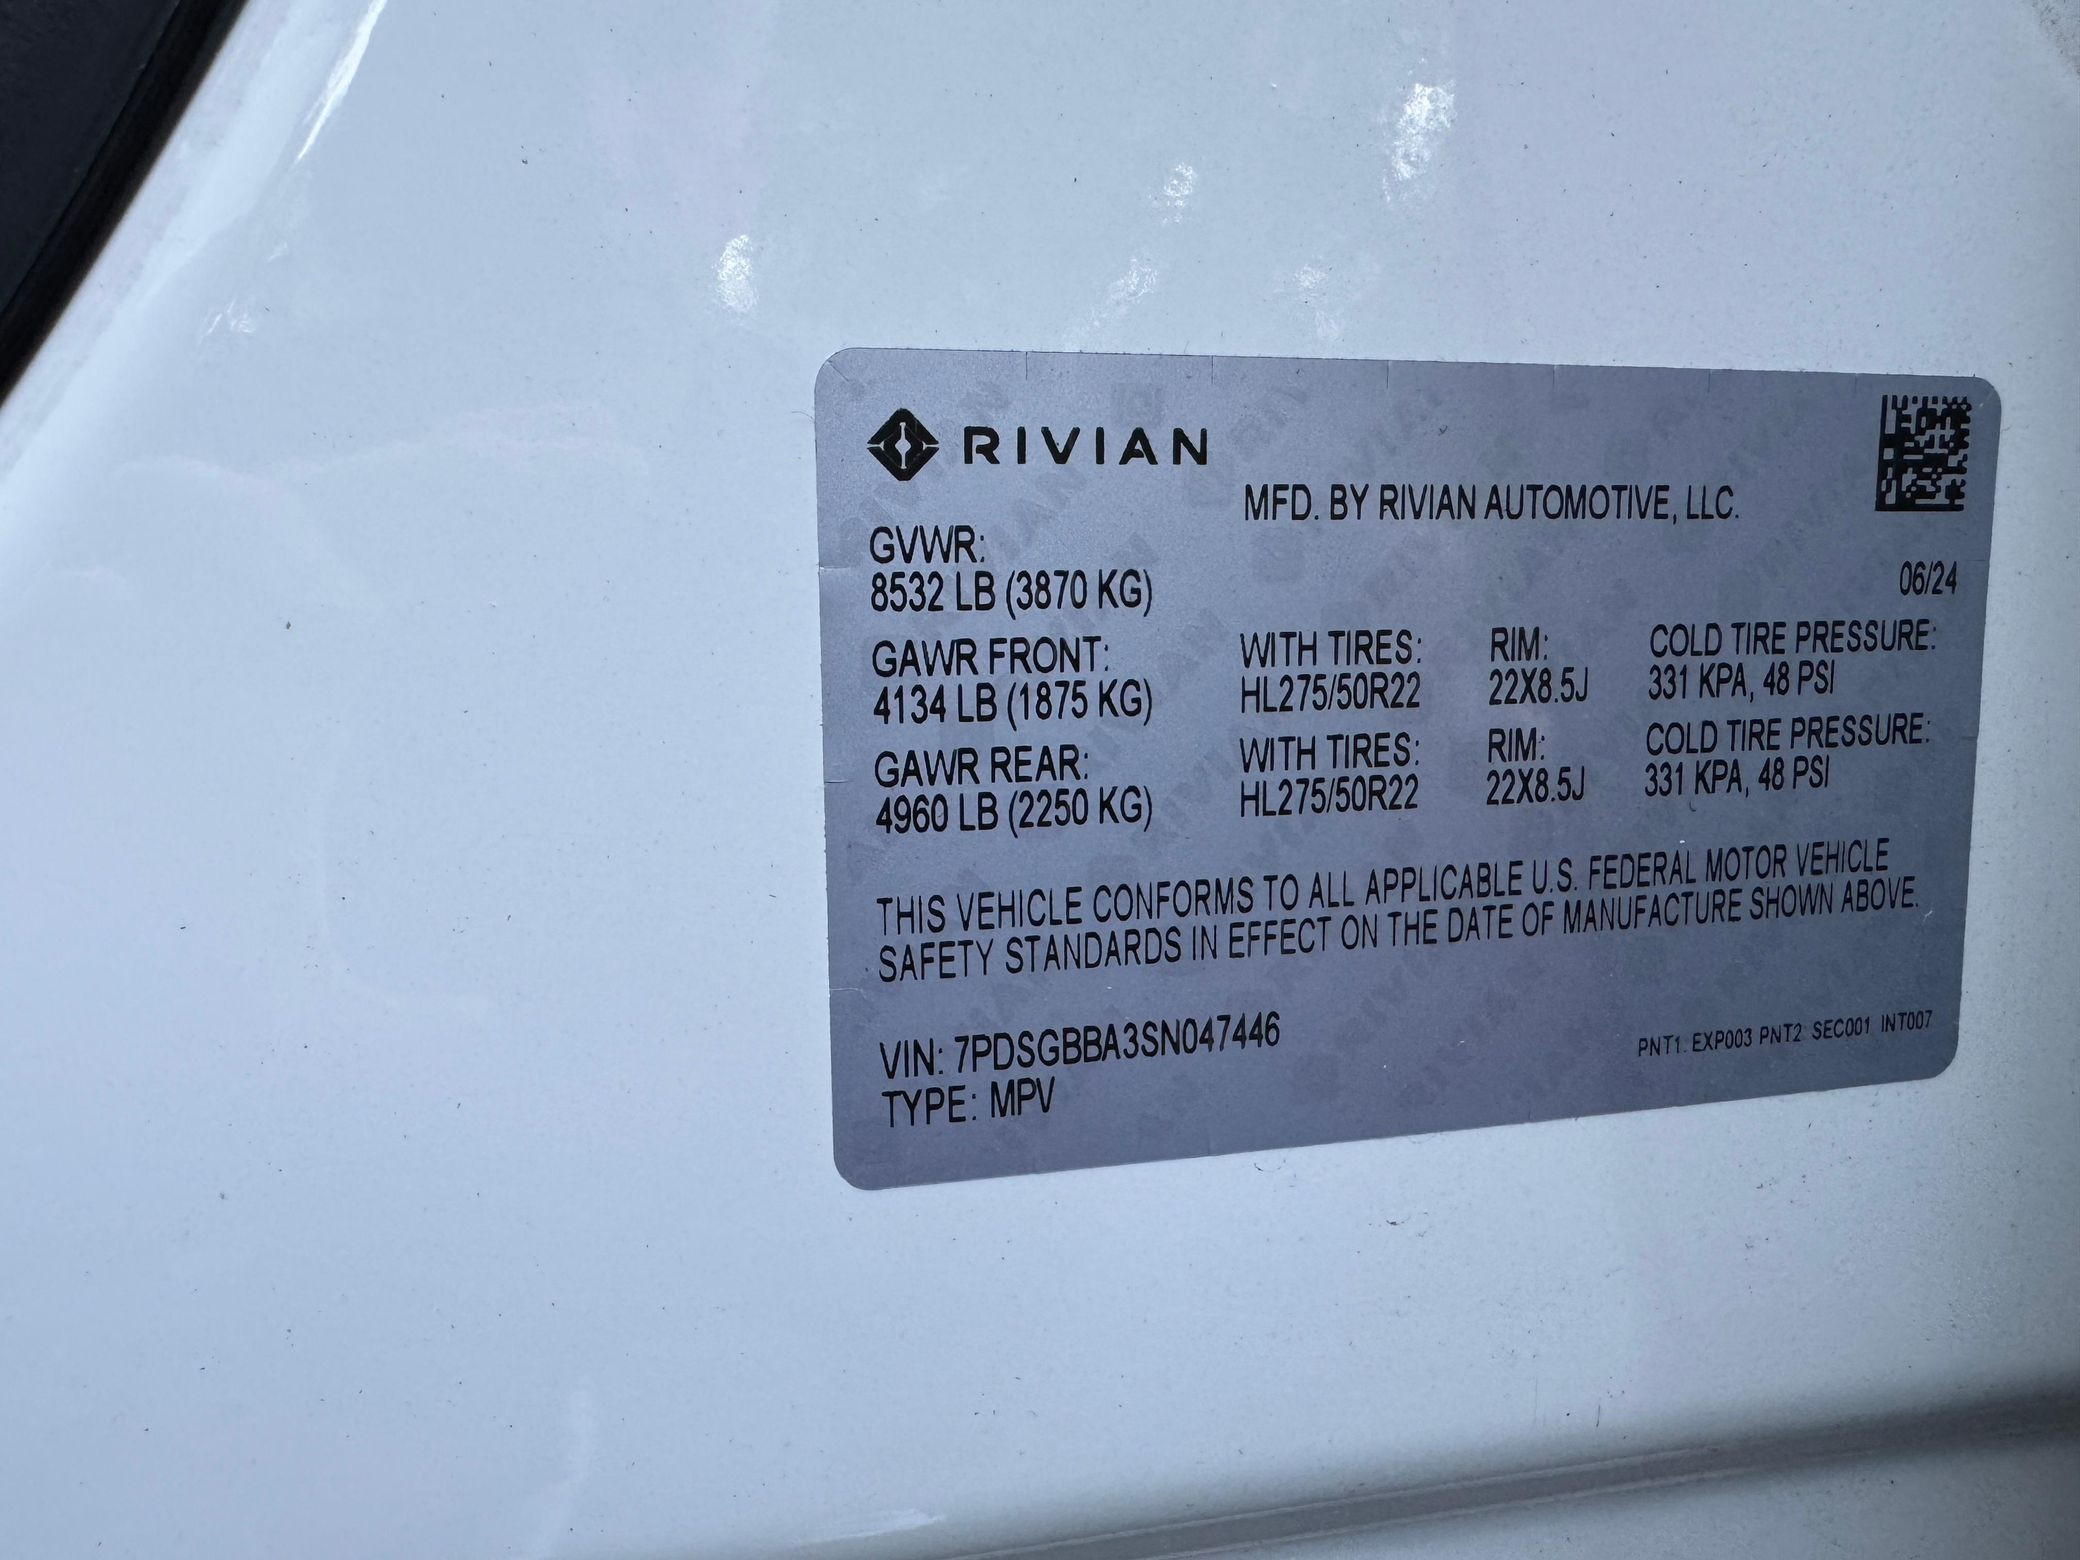 RIVIAN
MFD. BY RIVIAN AUTOMOTIVE, LLC.
GVWR:
8532 LB (3870 KG)
06/24
GAWR FRONT: WITH TIRES: RIM: COLD TIRE PRESSURE:
4134 LB (1875 KG) HL275/50R22 22X8.5J 331 KPA, 48 PSI
GAWR REAR: WITH TIRES: RIM: COLD TIRE PRESSURE:
4960 LB (2250 KG) HL275/50R22 22X8.5J 331 KPA, 48 PSI
THIS VEHICLE CONFORMS TO ALL APPLICABLE U.S. FEDERAL MOTOR VEHICLE
SAFETY STANDARDS IN EFFECT ON THE DATE OF MANUFACTURE SHOWN ABOVE.
VIN: 7PDSGBBA3SN047446 PNT1: EXP003 PNT2: SEC001 INT007
TYPE: MPV